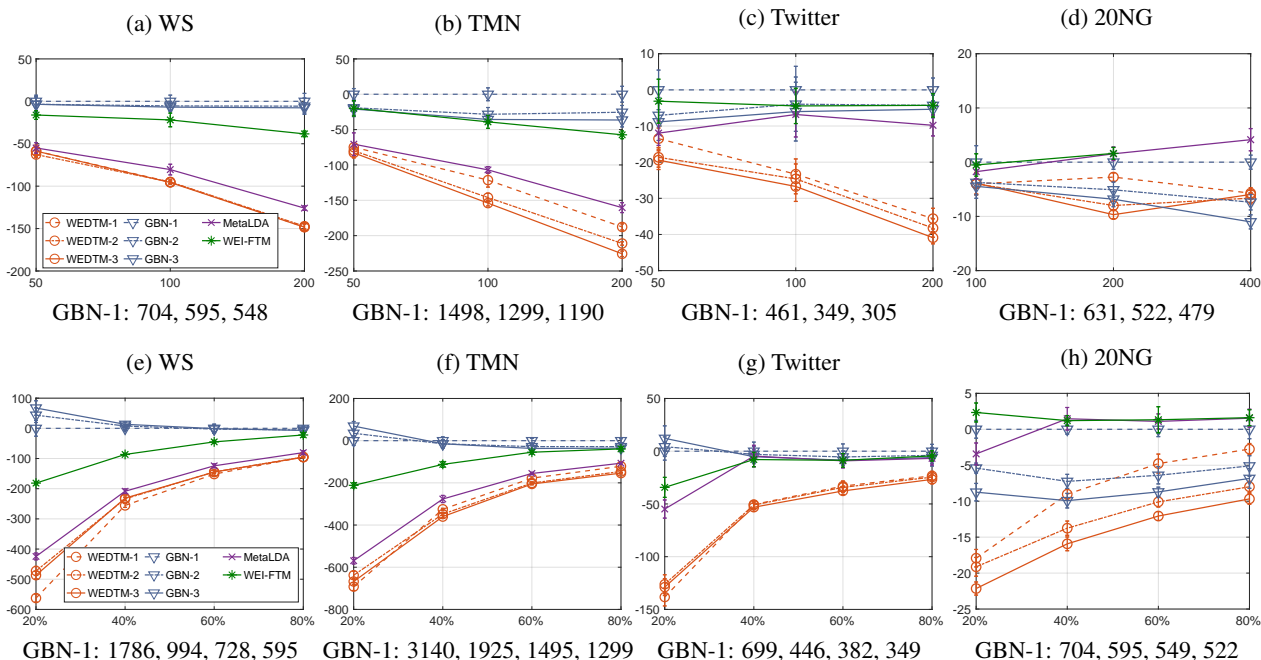 (a) WS
(b) TMN
(c) Twitter
(d) 20NG
50
0
-50
-100
-150
-200
50
100
200
WEDTM-1
GBN-1
MetaLDA
WEDTM-2
GBN-2
WEI-FTM
WEDTM-3
GBN-3
50
0
-50
-100
-150
-200
-250
50
100
200
10
0
-10
-20
-30
-40
-50
50
100
200
20
10
0
-10
-20
100
200
400
GBN-1: 704, 595, 548
GBN-1: 1498, 1299, 1190
GBN-1: 461, 349, 305
GBN-1: 631, 522, 479
(e) WS
(f) TMN
(g) Twitter
(h) 20NG
100
0
-100
-200
-300
-400
-500
-600
20%
40%
60%
80%
WEDTM-1
GBN-1
MetaLDA
WEDTM-2
GBN-2
WEI-FTM
WEDTM-3
GBN-3
200
0
-200
-400
-600
-800
20%
40%
60%
80%
50
0
-50
-100
-150
20%
40%
60%
80%
5
0
-5
-10
-15
-20
-25
20%
40%
60%
80%
GBN-1: 1786, 994, 728, 595
GBN-1: 3140, 1925, 1495, 1299
GBN-1: 699, 446, 382, 349
GBN-1: 704, 595, 549, 522